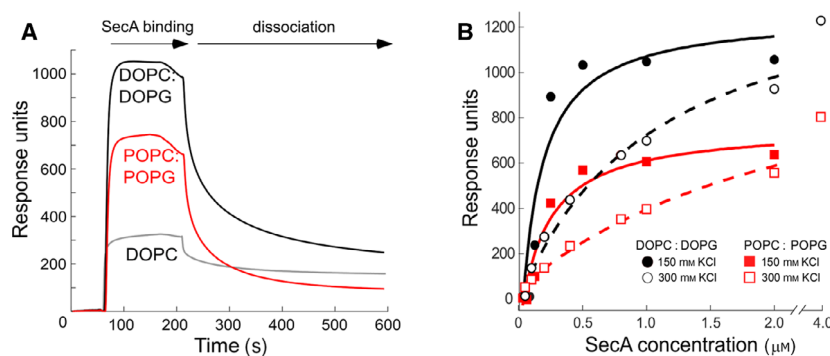 A
SecA binding
dissociation
Response units
1000
800
600
400
200
0
DOPC:
DOPG
POPC:
POPG
DOPC
100 200 300 400 500 600
Time (s)
B
Response units
1200
1000
800
600
400
200
0
DOPC : DOPG
POPC : POPG
150 mM KCl
150 mM KCl
300 mM KCl
300 mM KCl
0 0.5 1.0 1.5 2.0 4.0
SecA concentration (μM)